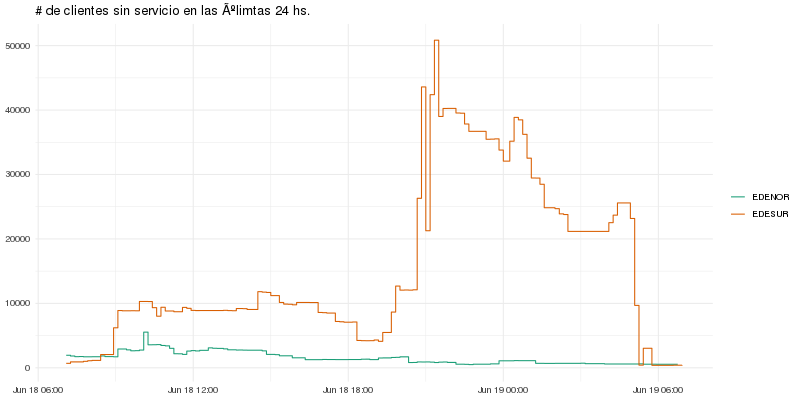 # de clientes sin servicio en las Ãºlimtas 24 hs.
50000
40000
30000
20000
10000
0
Jun 18 06:00 Jun 18 12:00 Jun 18 18:00 Jun 19 00:00 Jun 19 06:00
EDENOR
EDESUR